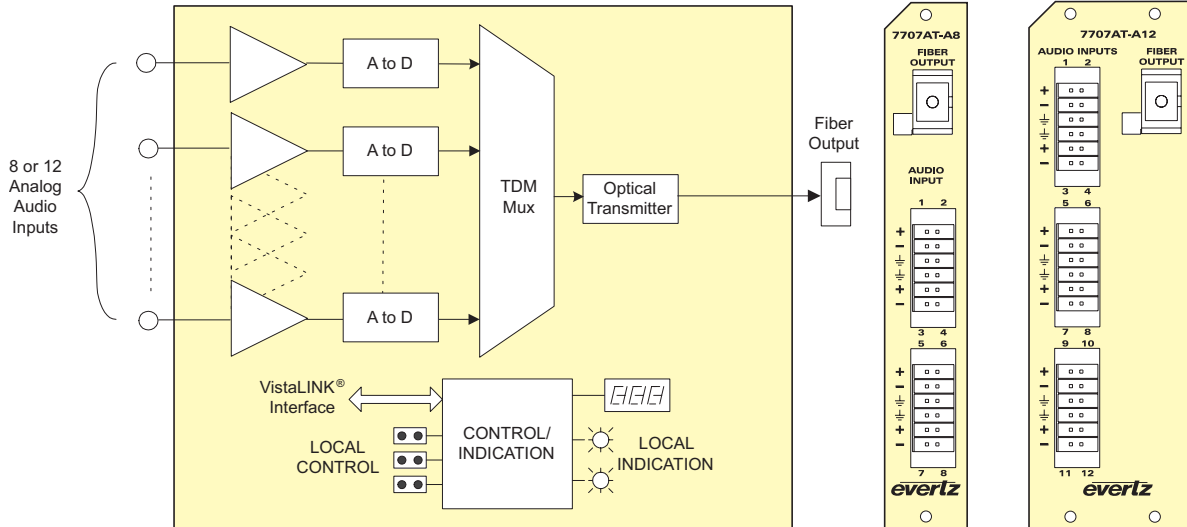 8 or 12
Analog
Audio
Inputs
A to D
A to D
A to D
TDM
Mux
Optical
Transmitter
Fiber
Output
VistaLINK®
Interface
LOCAL
CONTROL
CONTROL/
INDICATION
LOCAL
INDICATION
7707AT-A8
FIBER
OUTPUT
AUDIO
INPUT
1 2
+
−
+
−
3 4
5 6
+
−
+
−
7 8
evertz
7707AT-A12
AUDIO INPUTS
1 2
FIBER
OUTPUT
+
−
+
−
3 4
5 6
+
−
+
−
7 8
9 10
+
−
+
−
11 12
evertz